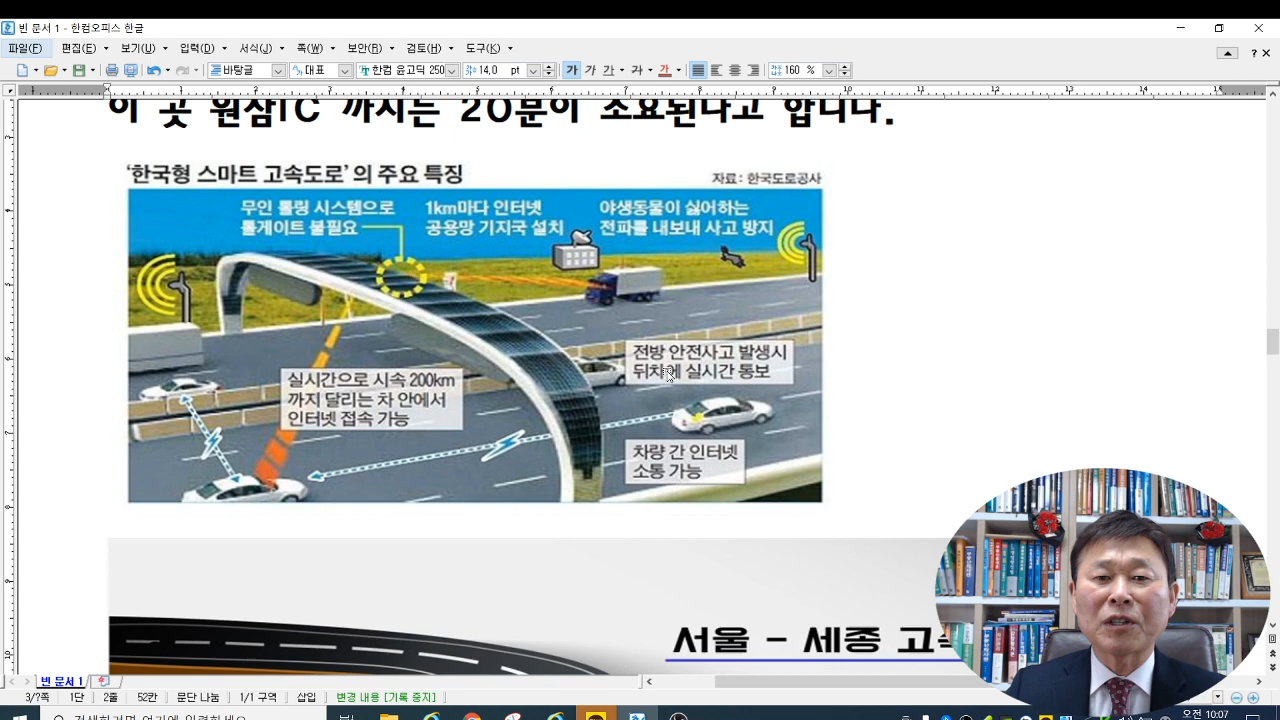 빈 문서 1 - 한컴오피스 한글
파일(F) 편집(E) 보기(U) 입력(D) 서식(J) 쪽(W) 보안(R) 검토(H) 도구(K)
바탕글 대표 한컴 윤고딕 250 14,0 pt 가 가 가 가 가 160 %
이 곳 원삼IC 까지는 20분이 소요된다고 합니다.
'한국형 스마트 고속도로'의 주요 특징
자료: 한국도로공사
무인 톨링 시스템으로
톨게이트 불필요
1km마다 인터넷
공용망 기지국 설치
야생동물이 싫어하는
전파를 내보내 사고 방지
전방 안전사고 발생시
뒤차에 실시간 통보
실시간으로 시속 200km
까지 달리는 차 안에서
인터넷 접속 가능
차량 간 인터넷
소통 가능
서울 - 세종
빈 문서 1
3/?쪽 1단 2줄 52칸 문단 나눔 1/1 구역 삽입 변경 내용 [기록 중지]
오전 10:07